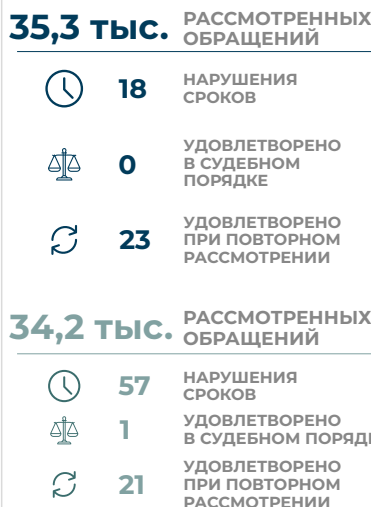 35,3 тыс. РАССМОТРЕННЫХ
ОБРАЩЕНИЙ
18 НАРУШЕНИЯ
СРОКОВ
0 УДОВЛЕТВОРЕНО
В СУДЕБНОМ
ПОРЯДКЕ
23 УДОВЛЕТВОРЕНО
ПРИ ПОВТОРНОМ
РАССМОТРЕНИИ
34,2 тыс. РАССМОТРЕННЫХ
ОБРАЩЕНИЙ
57 НАРУШЕНИЯ
СРОКОВ
1 УДОВЛЕТВОРЕНО
В СУДЕБНОМ ПОРЯД
21 УДОВЛЕТВОРЕНО
ПРИ ПОВТОРНОМ
РАССМОТРЕНИИ